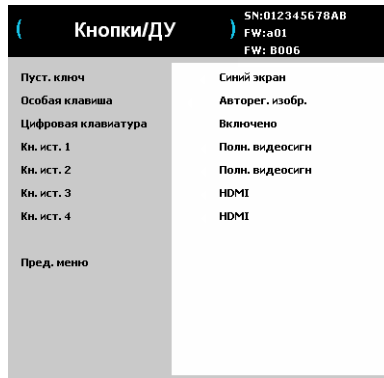 Кнопки/ДУ
SN:012345678AB
FW:a01
FW: B006
Пуст. ключ Синий экран
Особая клавиша Авторег. изобр.
Цифровая клавиатура Включено
Кн. ист. 1 Полн. видеосигн
Кн. ист. 2 Полн. видеосигн
Кн. ист. 3 HDMI
Кн. ист. 4 HDMI
Пред. меню